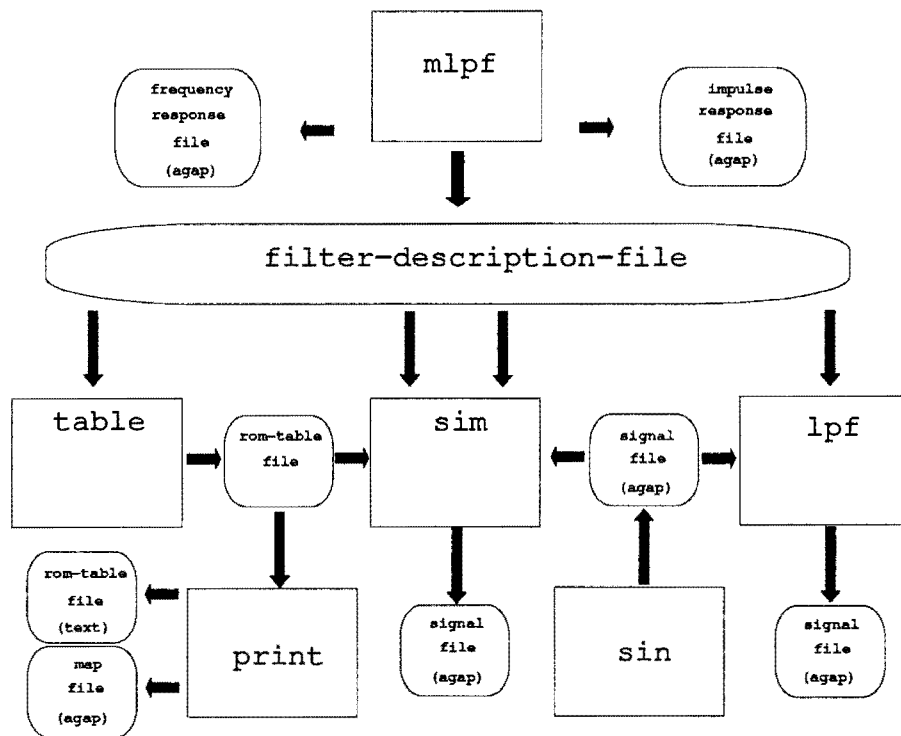 mlpf
frequency
response
file
(agap)
impulse
response
file
(agap)
filter-description-file
table
rom-table
file
sim
signal
file
(agap)
lpf
rom-table
file
(text)
map
file
(agap)
print
signal
file
(agap)
sin
signal
file
(agap)